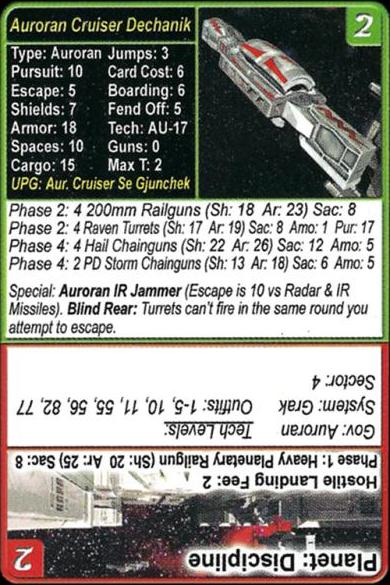 Auroran Cruiser Dechanik
2
Type: Auroran Jumps: 3
Pursuit: 10 Card Cost: 6
Escape: 5 Boarding: 6
Shields: 7 Fend Off: 5
Armor: 18 Tech: AU-17
Spaces: 10 Guns: 0
Cargo: 15 Max T: 2
UPG: Aur. Cruiser Se Gjunchek
Phase 2: 4 200mm Railguns (Sh: 18 Ar: 23) Sac: 8
Phase 2: 4 Raven Turrets (Sh: 17 Ar: 19) Sac: 8 Amo: 1 Pur: 17
Phase 4: 4 Hail Chainguns (Sh: 22 Ar: 26) Sac: 12 Amo: 5
Phase 4: 2 PD Storm Chainguns (Sh: 13 Ar: 18) Sac: 6 Amo: 5
Special: Auroran IR Jammer (Escape is 10 vs Radar & IR
Missiles). Blind Rear: Turrets can't fire in the same round you
attempt to escape.
Planet: Discipline
2
Hostile Landing Fee: 2
Phase 1: Heavy Planetary Railgun (Sh: 20 Ar: 25) Sac: 8
Gov: Auroran Tech Levels:
System: Grak Outfits: 1-5, 10, 11, 55, 56, 82, 77
Sector: 4